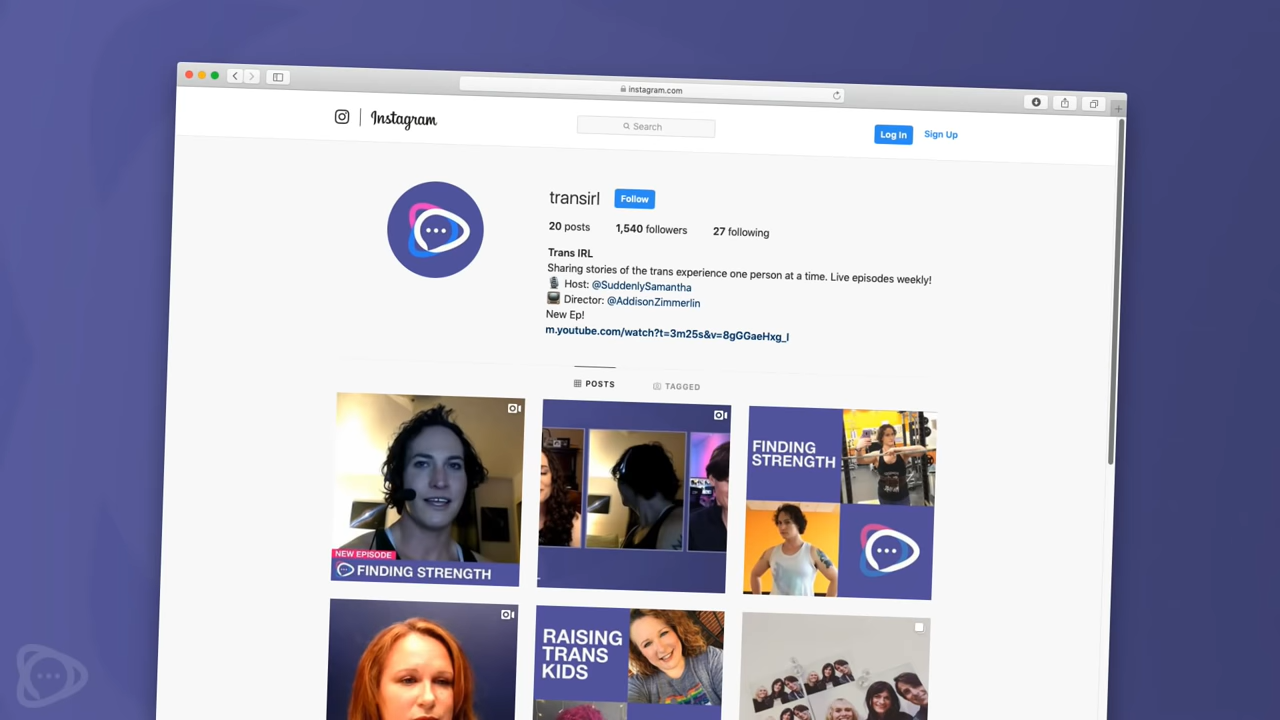 instagram.com
Instagram
Search
Log In
Sign Up
transirl
Follow
20 posts
1,540 followers
27 following
Trans IRL
Sharing stories of the trans experience one person at a time. Live episodes weekly!
Host: @SuddenlySamantha
Director: @AddisonZimmerlin
New Ep!
m.youtube.com/watch?t=3m25s&v=8gGGaeHxg_I
POSTS
TAGGED
NEW EPISODE
FINDING STRENGTH
FINDING
STRENGTH
RAISING
TRANS
KIDS